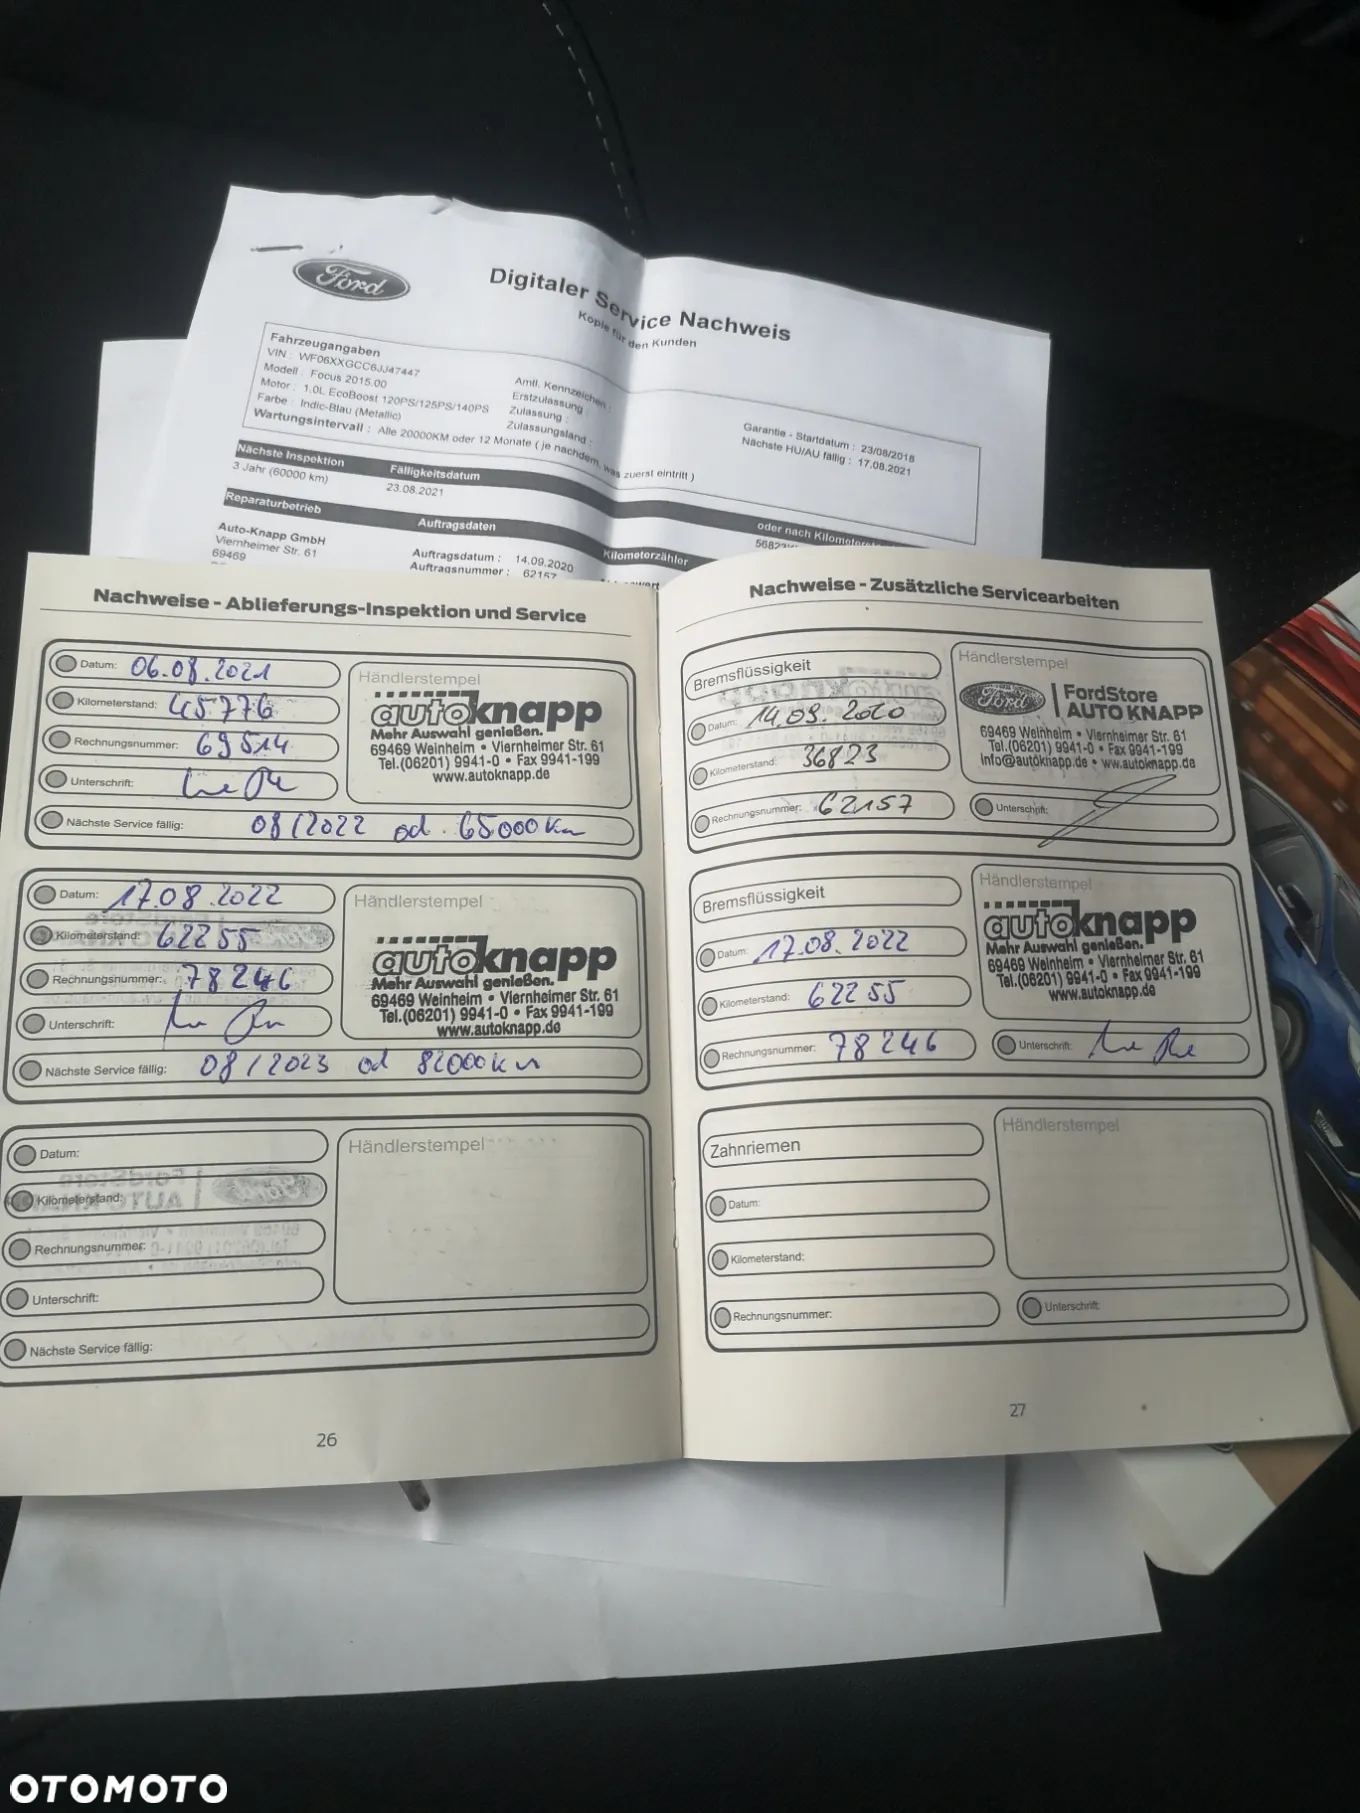 Ford
Digitaler Service Nachweis
Kopie für den Kunden
Fahrzeugangaben
VIN : WF06XXGCC6JJ47447
Modell : Focus 2015.00
Motor : 1.0L EcoBoost 120PS/125PS/140PS
Farbe : Indic-Blau (Metallic)
Wartungsintervall : Alle 20000KM oder 12 Monate ( je nachdem, was zuerst eintritt )
Amtl. Kennzeichen :
Erstzulassung :
Zulassung :
Zulassungsland :
Garantie - Startdatum : 23/08/2018
Nächste HU/AU fällig : 17.08.2021
Nächste Inspektion
Fälligkeitsdatum
oder nach Kilometer
3 Jahr (60000 km)
23.08.2021
Reparaturbetrieb
Auftragsdaten
Kilometerzähler
Auto-Knapp GmbH
Viernheimer Str. 61
69469
Auftragsdatum : 14.09.2020
Auftragsnummer : 62157
Nachweise - Ablieferungs-Inspektion und Service
Datum: 06.08.2021
Kilometerstand: 45776
Rechnungsnummer: 69514
Unterschrift:
Nächste Service fällig: 08/2022 od. 65000 Km
Händlerstempel
autoknapp
Mehr Auswahl genießen.
69469 Weinheim • Viernheimer Str. 61
Tel.(06201) 9941-0 • Fax 9941-199
www.autoknapp.de
Datum: 17.08.2022
Kilometerstand: 62255
Rechnungsnummer: 78246
Unterschrift:
Nächste Service fällig: 08/2023 od 82000 km
Händlerstempel
autoknapp
Mehr Auswahl genießen.
69469 Weinheim • Viernheimer Str. 61
Tel.(06201) 9941-0 • Fax 9941-199
www.autoknapp.de
Datum:
Kilometerstand:
Rechnungsnummer:
Unterschrift:
Nächste Service fällig:
Händlerstempel
26
Nachweise - Zusätzliche Servicearbeiten
Bremsflüssigkeit
Datum: 14.09.2020
Kilometerstand: 36823
Rechnungsnummer: 62157
Händlerstempel
Ford
FordStore
AUTO KNAPP
69469 Weinheim • Viernheimer Str. 61
Tel.(06201) 9941-0 • Fax 9941-199
Info@autoknapp.de • ww.autoknapp.de
Unterschrift:
Bremsflüssigkeit
Datum: 17.08.2022
Kilometerstand: 62255
Rechnungsnummer: 78246
Händlerstempel
autoknapp
Mehr Auswahl genießen.
69469 Weinheim • Viernheimer Str. 61
Tel.(06201) 9941-0 • Fax 9941-199
www.autoknapp.de
Unterschrift:
Zahnriemen
Datum:
Kilometerstand:
Rechnungsnummer:
Händlerstempel
Unterschrift:
27
OTOMOTO